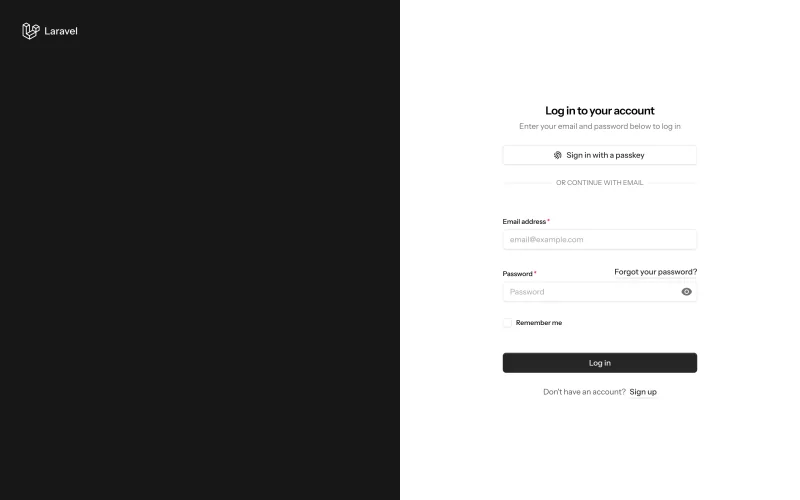 Laravel
Log in to your account
Enter your email and password below to log in
Sign in with a passkey
OR CONTINUE WITH EMAIL
Email address *
email@example.com
Password * Forgot your password?
Password
Remember me
Log in
Don't have an account? Sign up